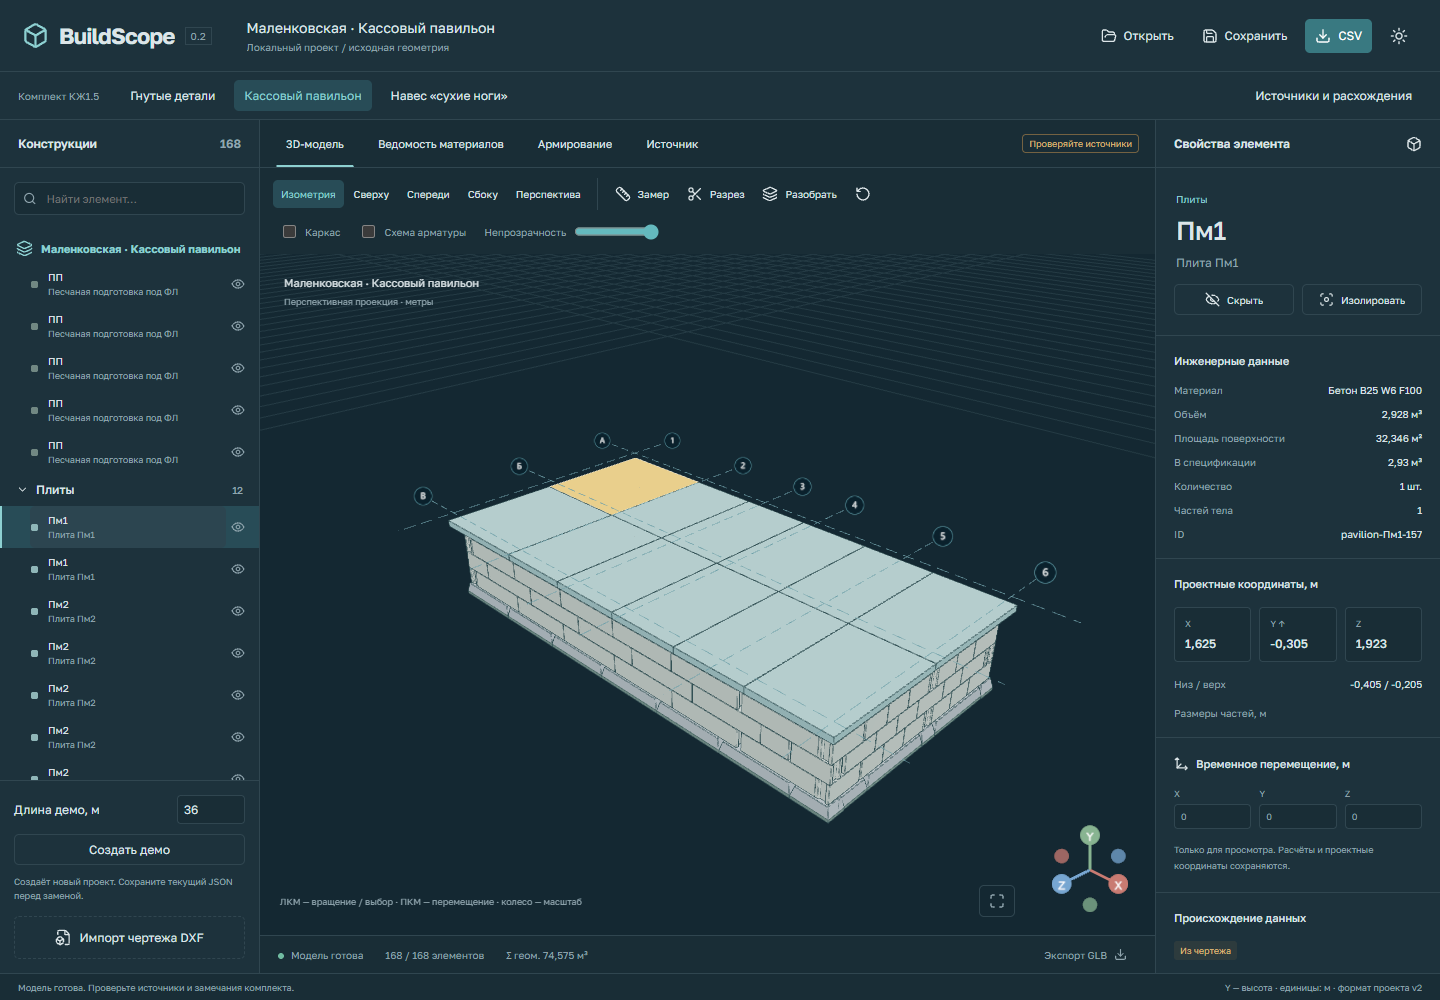 BuildScope 0.2
Маленковская · Кассовый павильон
Локальный проект / исходная геометрия
Открыть
Сохранить
CSV
Комплект КЖ1.5
Гнутые детали
Кассовый павильон
Навес «сухие ноги»
Источники и расхождения
Конструкции 168
Найти элемент...
Маленковская · Кассовый павильон
ПП
Песчаная подготовка под ФЛ
ПП
Песчаная подготовка под ФЛ
ПП
Песчаная подготовка под ФЛ
ПП
Песчаная подготовка под ФЛ
ПП
Песчаная подготовка под ФЛ
Плиты 12
Пм1
Плита Пм1
Пм1
Плита Пм1
Пм2
Плита Пм2
Пм2
Плита Пм2
Пм2
Плита Пм2
Пм2
Плита Пм2
Пм2
Длина демо, м 36
Создать демо
Создаёт новый проект. Сохраните текущий JSON
перед заменой.
Импорт чертежа DXF
3D-модель
Ведомость материалов
Армирование
Источник
Проверяйте источники
Изометрия
Сверху
Спереди
Сбоку
Перспектива
Замер
Разрез
Разобрать
Каркас
Схема арматуры
Непрозрачность
Маленковская · Кассовый павильон
Перспективная проекция · метры
А
1
Б
2
В
3
4
5
6
Y
Z
X
ЛКМ — вращение / выбор · ПКМ — перемещение · колесо — масштаб
Модель готова
168 / 168 элементов
Σ геом. 74,575 м³
Экспорт GLB
Свойства элемента
Плиты
Пм1
Плита Пм1
Скрыть
Изолировать
Инженерные данные
Материал Бетон B25 W6 F100
Объём 2,928 м³
Площадь поверхности 32,346 м²
В спецификации 2,93 м³
Количество 1 шт.
Частей тела 1
ID pavilion-Пм1-157
Проектные координаты, м
X
1,625
Y ↑
-0,305
Z
1,923
Низ / верх -0,405 / -0,205
Размеры частей, м
Временное перемещение, м
X
0
Y
0
Z
0
Только для просмотра. Расчёты и проектные
координаты сохраняются.
Происхождение данных
Из чертежа
Модель готова. Проверьте источники и замечания комплекта.
Y — высота · единицы: м · формат проекта v2